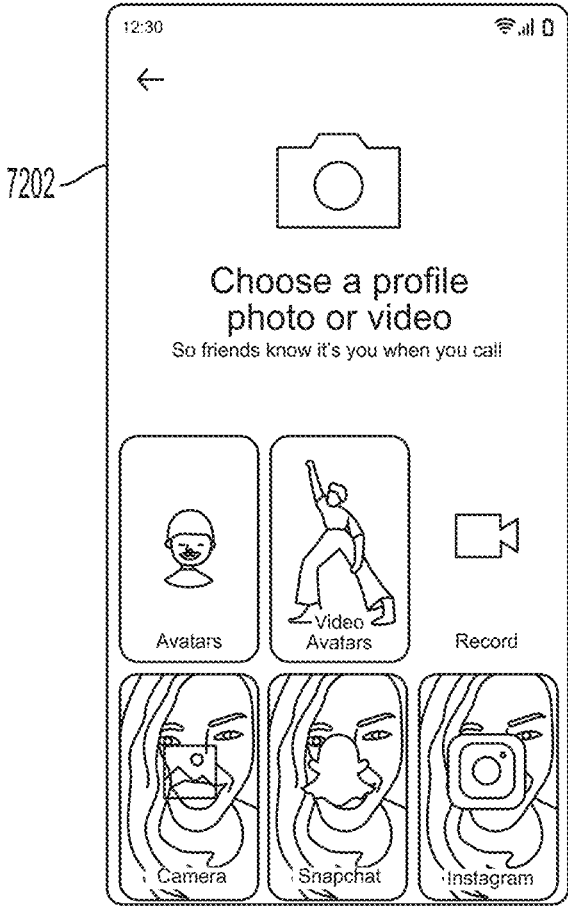 12:30
7202
Choose a profile
photo or video
So friends know it's you when you call
Avatars
Video
Avatars
Record
Camera
Snapchat
Instagram